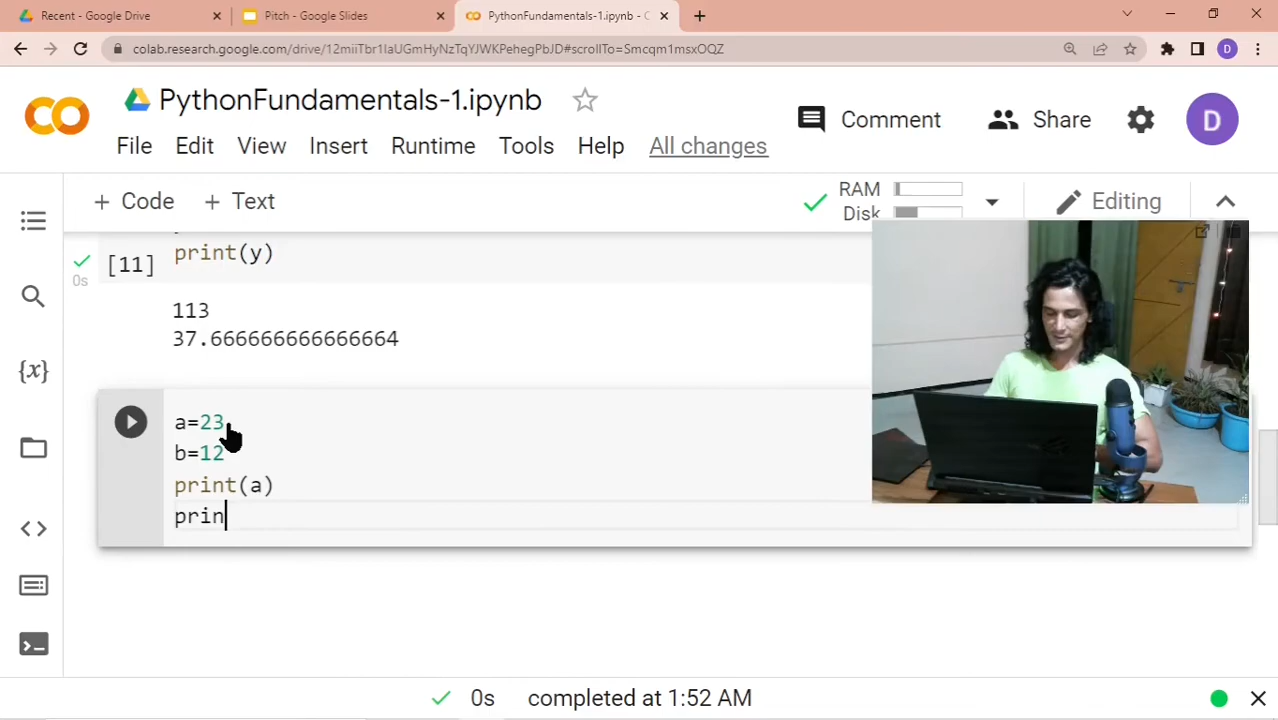 Recent - Google Drive
Pitch - Google Slides
PythonFundamentals-1.ipynb - C
colab.research.google.com/drive/12miiTbr1IaUGmHyNzTqYJWKPehegPbJD#scrollTo=Smcqm1msxOQZ
D
PythonFundamentals-1.ipynb
Comment
Share
D
File Edit View Insert Runtime Tools Help All changes
+ Code + Text
RAM
Disk
Editing
print(y)
[11]
0s
113
37.666666666666664
{x}
a=23
b=12
print(a)
prin
0s completed at 1:52 AM